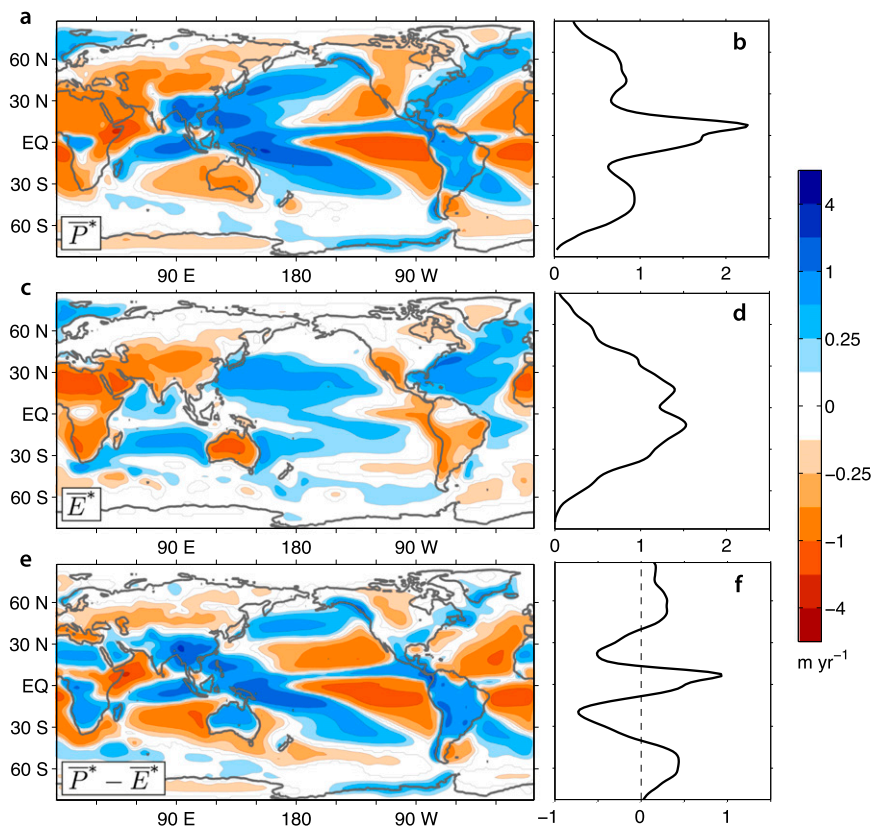 a
60 N
30 N
EQ
30 S
60 S
P̅*
90 E 180 90 W
b
0 1 2
c
60 N
30 N
EQ
30 S
60 S
E̅*
90 E 180 90 W
d
0 1 2
e
60 N
30 N
EQ
30 S
60 S
P̅* − E̅*
90 E 180 90 W
f
−1 0 1
4
1
0.25
0
−0.25
−1
−4
m yr⁻¹